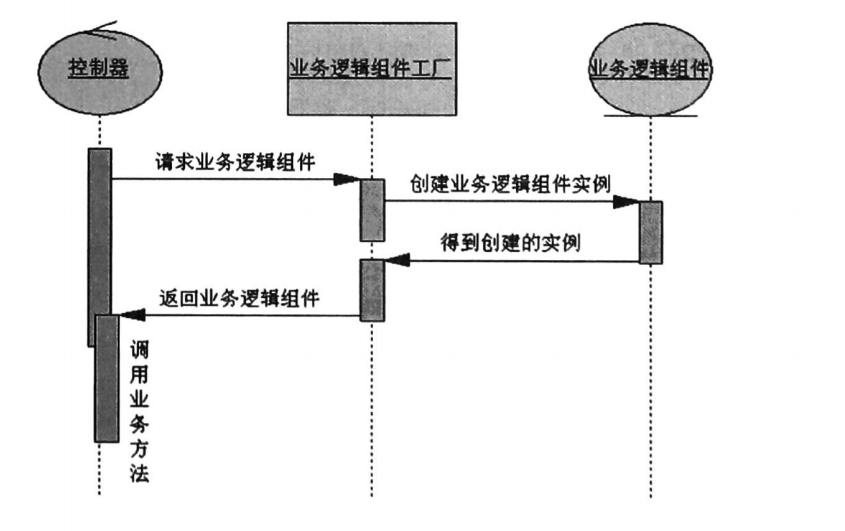 控制器
业务逻辑组件工厂
业务逻辑组件
请求业务逻辑组件
创建业务逻辑组件实例
得到创建的实例
返回业务逻辑组件
调用业务方法